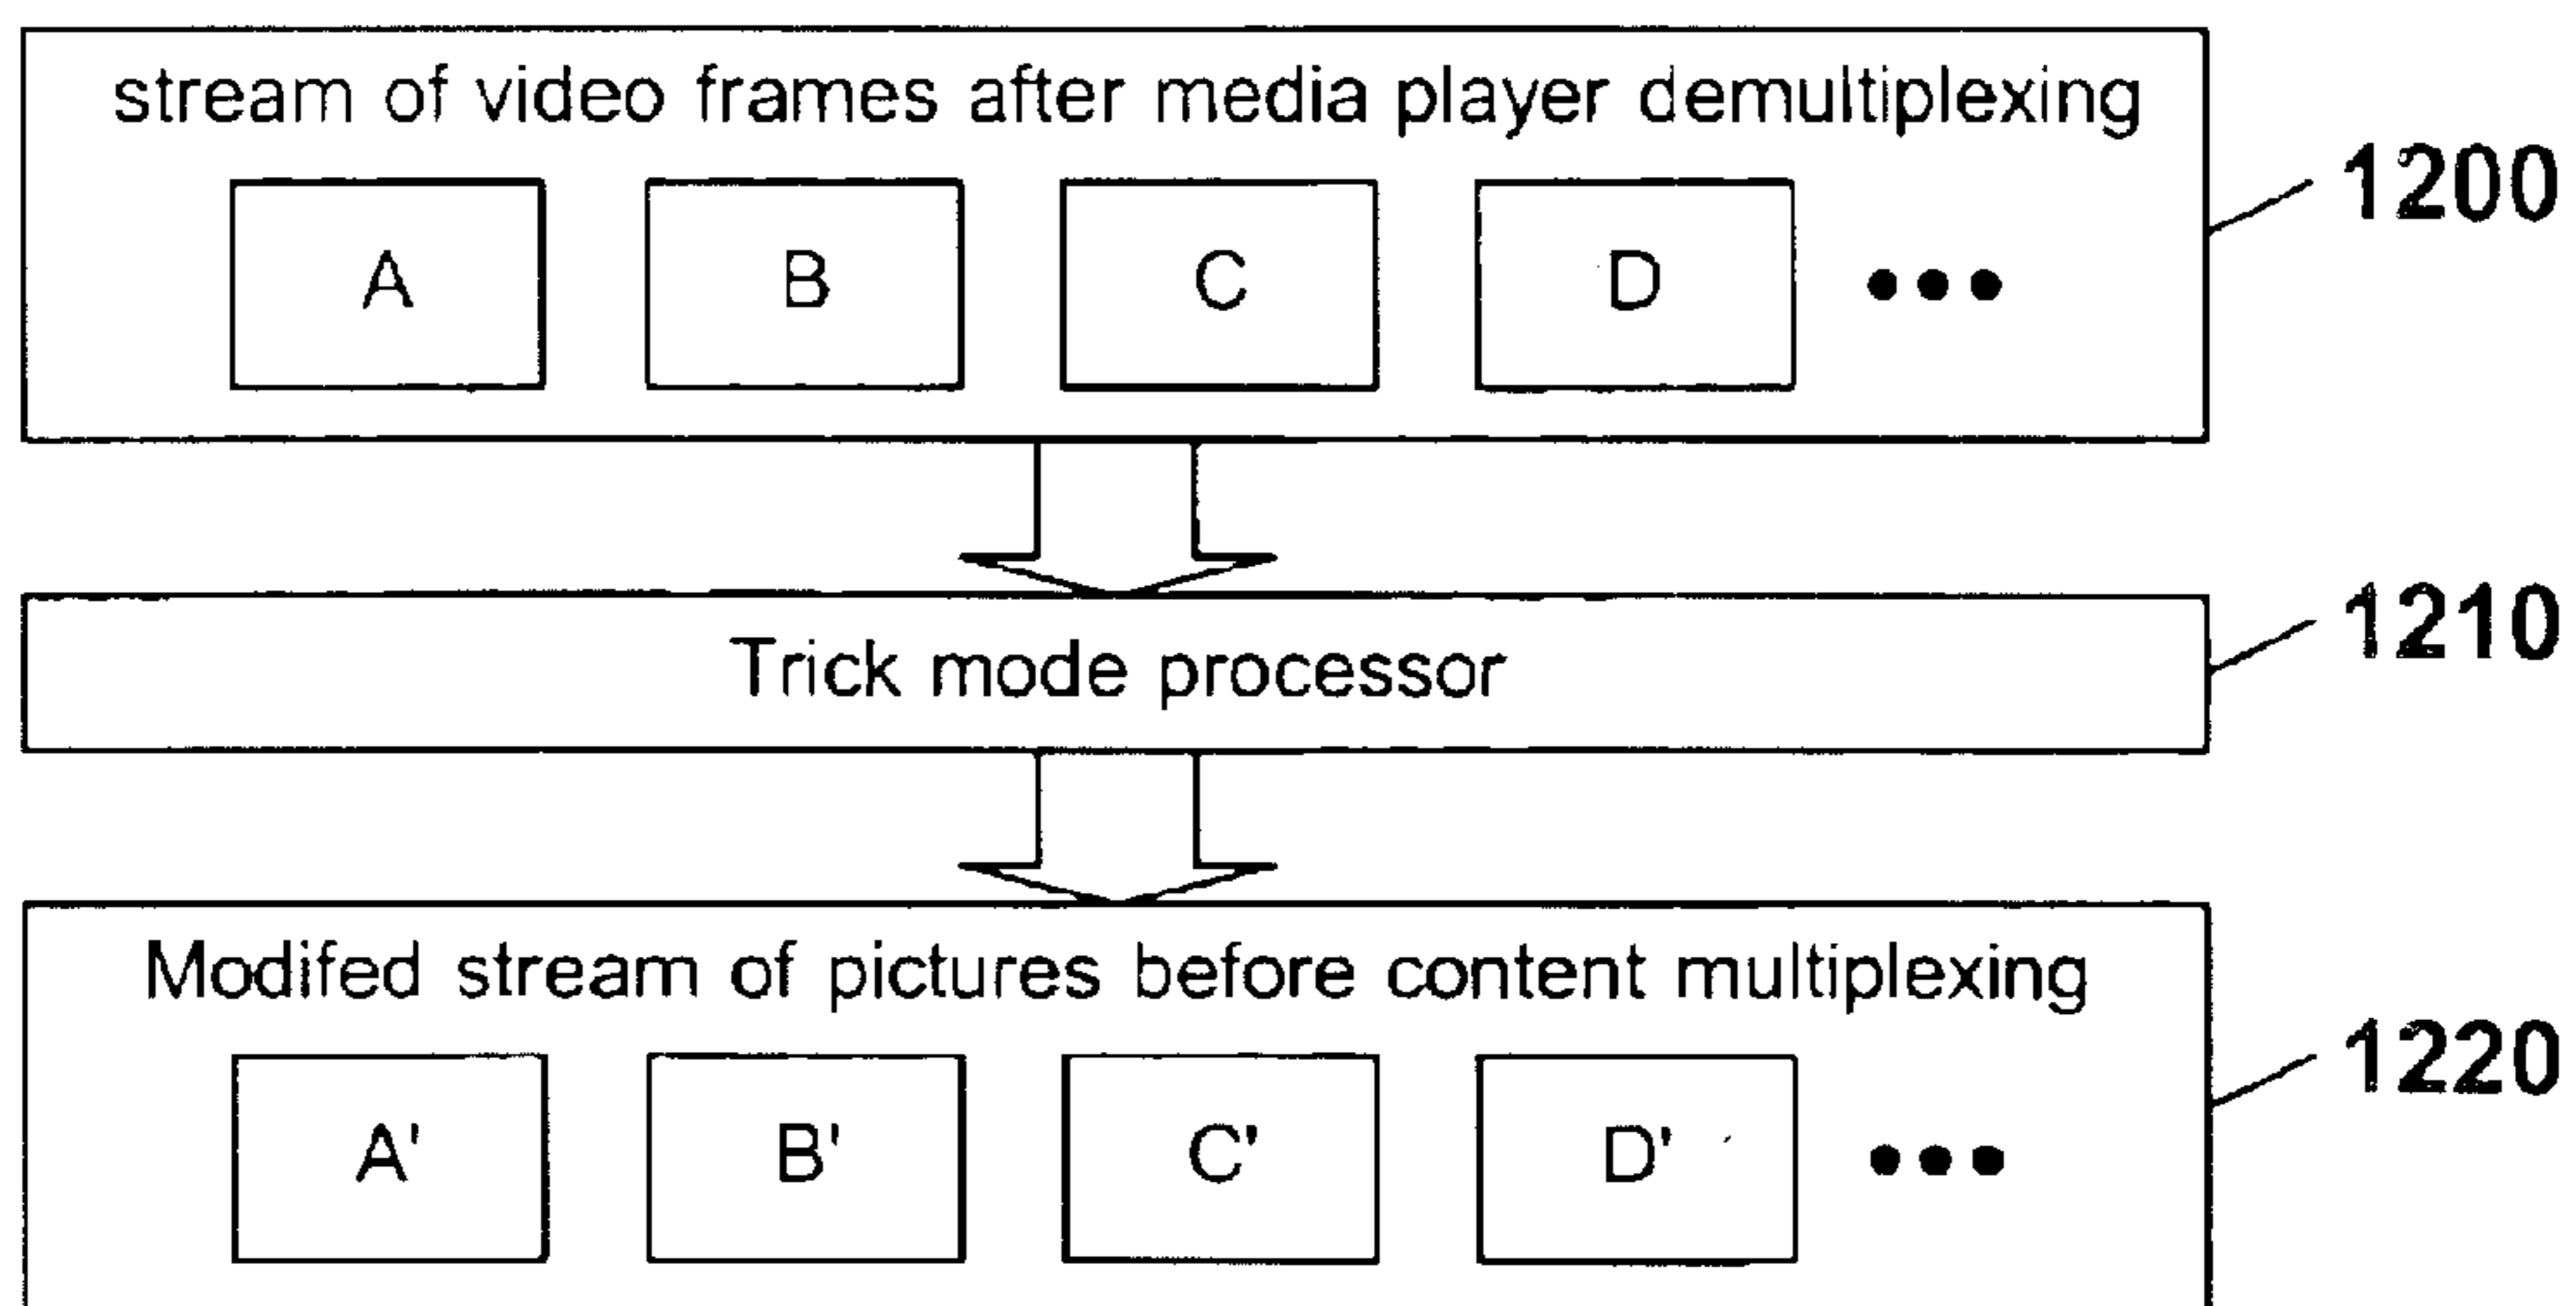 stream of video frames after media player demultiplexing
1200
A B C D •••
Trick mode processor
1210
Modifed stream of pictures before content multiplexing
1220
A' B' C' D' •••